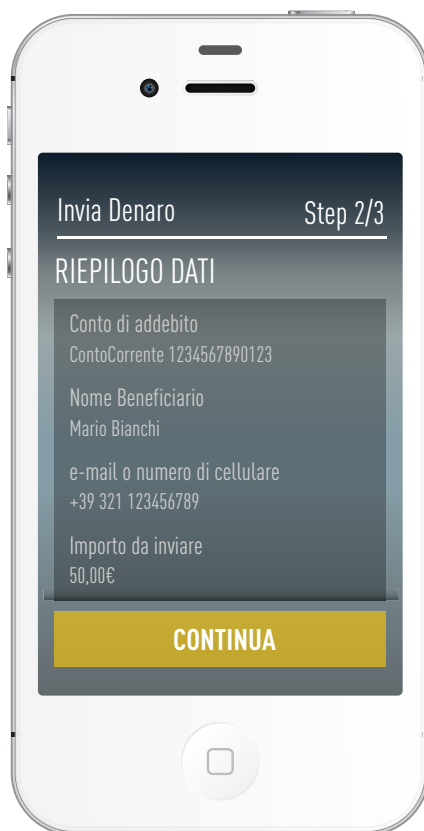 Invia Denaro
Step 2/3
RIEPILOGO DATI
Conto di addebito
ContoCorrente 1234567890123
Nome Beneficiario
Mario Bianchi
e-mail o numero di cellulare
+39 321 123456789
Importo da inviare
50,00€
CONTINUA